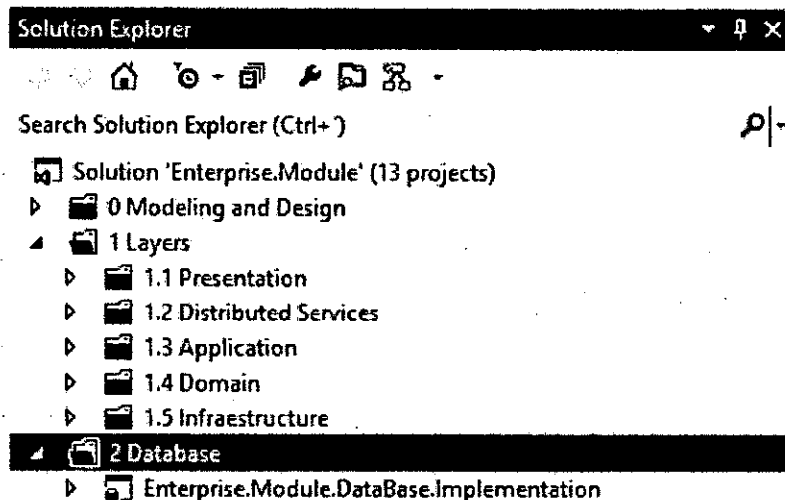 Solution Explorer
Search Solution Explorer (Ctrl+')
Solution 'Enterprise.Module' (13 projects)
0 Modeling and Design
1 Layers
1.1 Presentation
1.2 Distributed Services
1.3 Application
1.4 Domain
1.5 Infraestructure
2 Database
Enterprise.Module.DataBase.Implementation